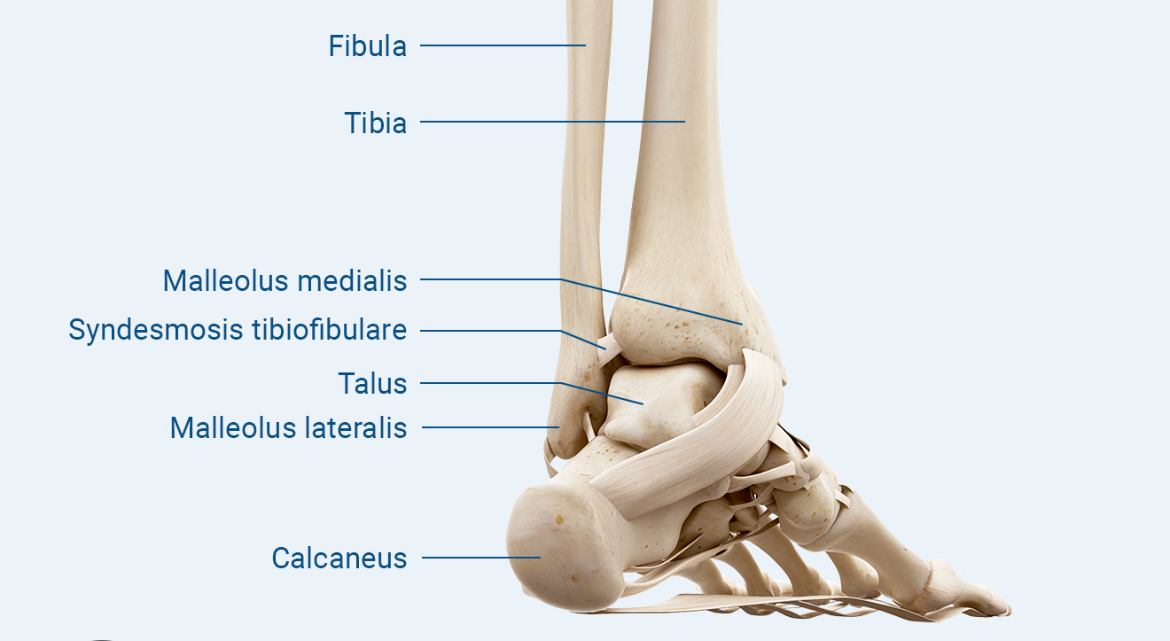 Fibula
Tibia
Malleolus medialis
Syndesmosis tibiofibulare
Talus
Malleolus lateralis
Calcaneus